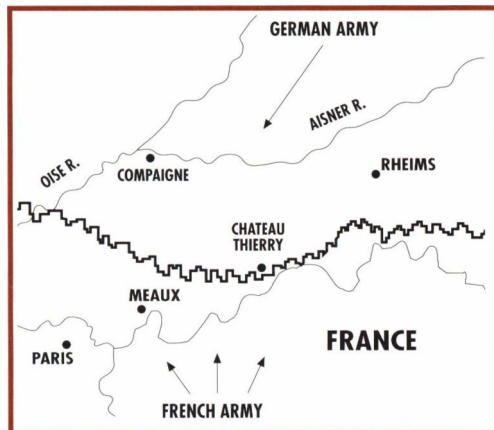 GERMAN ARMY
AISNER R.
OISE R.
COMPAIGNE
RHEIMS
CHATEAU
THIERRY
MEAUX
FRANCE
PARIS
FRENCH ARMY